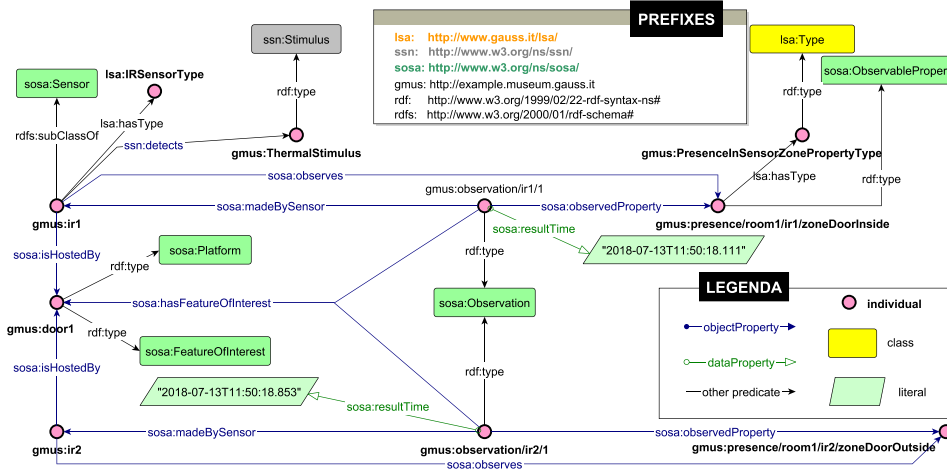 PREFIXES
lsa: http://www.gauss.it/lsa/
ssn: http://www.w3.org/ns/ssn/
sosa: http://www.w3.org/ns/sosa/
gmus: http://example.museum.gauss.it
rdf: http://www.w3.org/1999/02/22-rdf-syntax-ns#
rdfs: http://www.w3.org/2000/01/rdf-schema#
ssn:Stimulus
lsa:Type
lsa:IRSensorType
sosa:Sensor
sosa:ObservableProper
rdf:type
rdf:type
lsa:hasType
rdfs:subClassOf
ssn:detects
gmus:ThermalStimulus
gmus:PresenceInSensorZonePropertyType
sosa:observes
lsa:hasType
rdf:type
gmus:observation/ir1/1
sosa:madeBySensor
sosa:observedProperty
gmus:ir1
gmus:presence/room1/ir1/zoneDoorInside
sosa:resultTime
"2018-07-13T11:50:18.111"
sosa:isHostedBy
sosa:Platform
rdf:type
rdf:type
sosa:hasFeatureOfInterest
sosa:Observation
gmus:door1
rdf:type
sosa:FeatureOfInterest
sosa:isHostedBy
rdf:type
"2018-07-13T11:50:18.853"
sosa:resultTime
LEGENDA
individual
objectProperty
class
dataProperty
other predicate
literal
sosa:madeBySensor
sosa:observedProperty
gmus:ir2
gmus:observation/ir2/1
gmus:presence/room1/ir2/zoneDoorOutside
sosa:observes